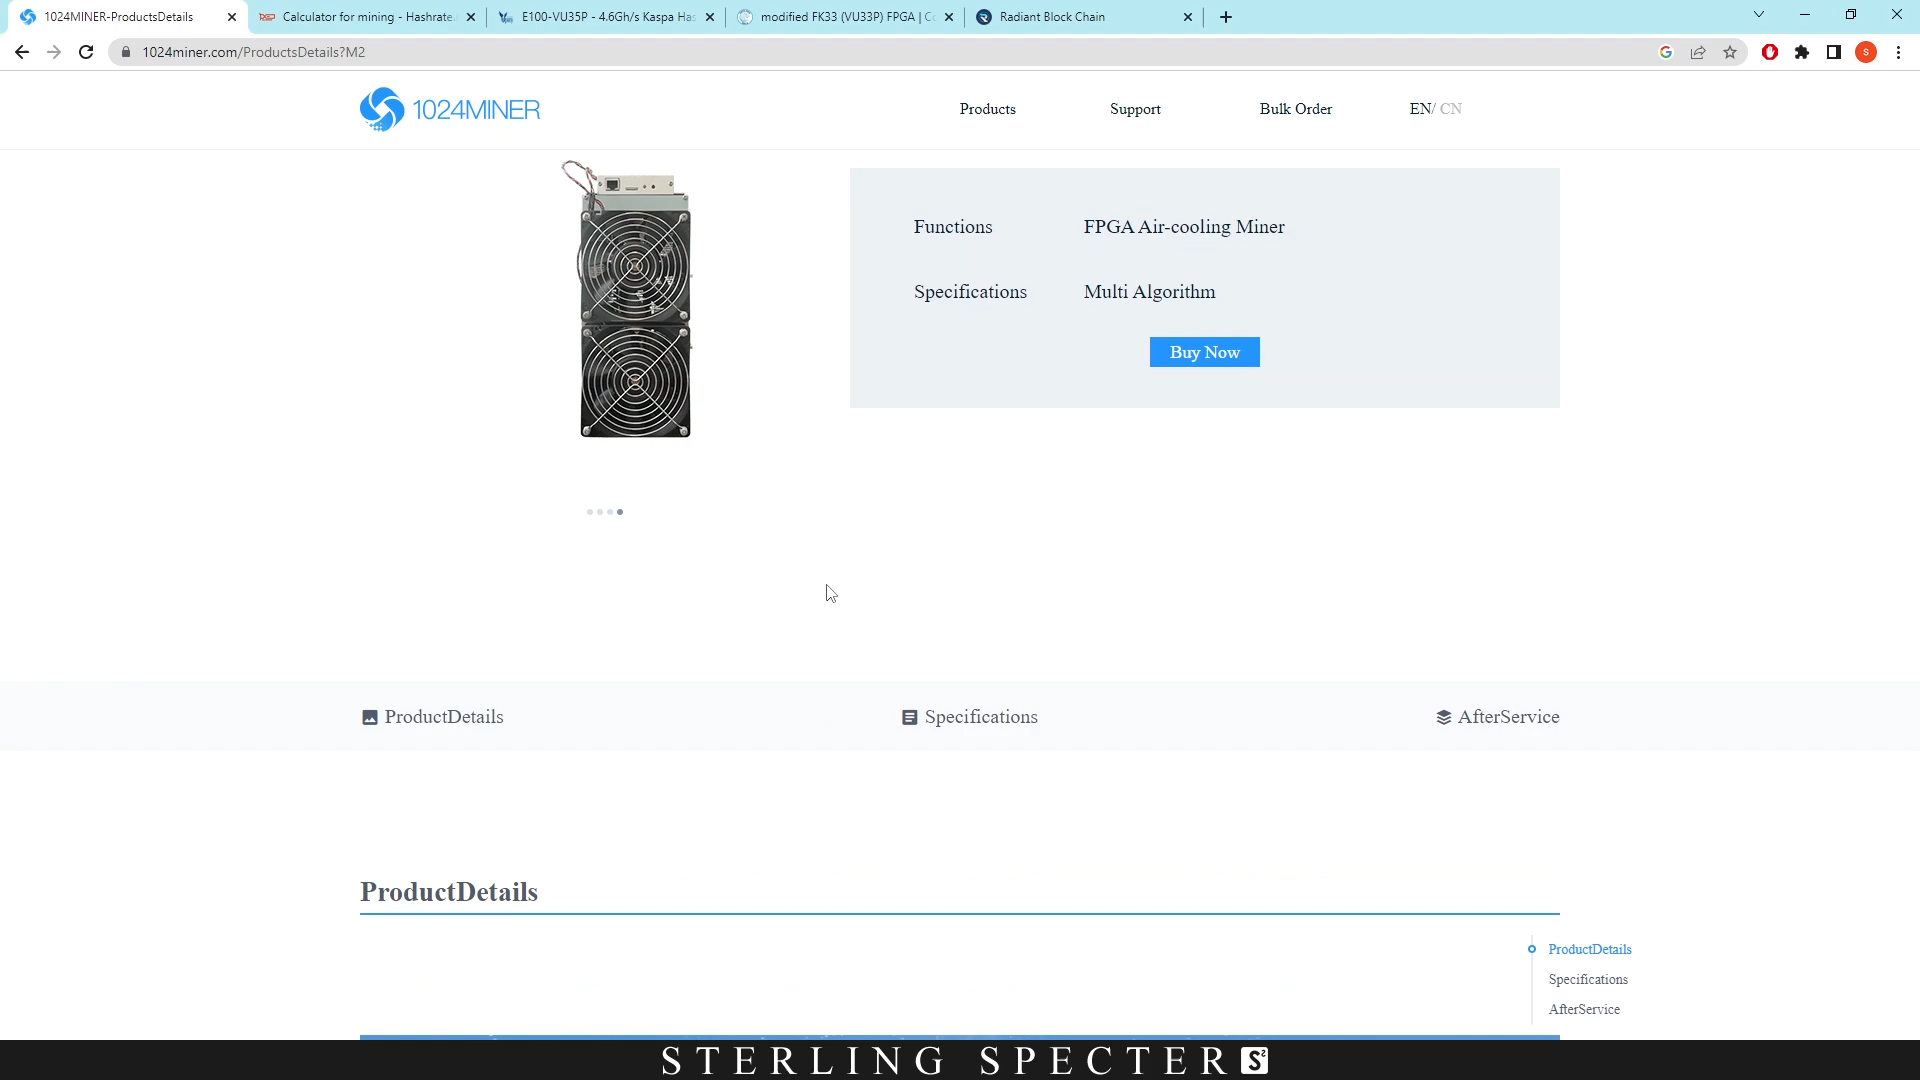 1024MINER-ProductsDetails
Calculator for mining - Hashrate.
E100-VU35P - 4.6Gh/s Kaspa Has
modified FK33 (VU33P) FPGA | Co
Radiant Block Chain
1024miner.com/ProductsDetails?M2
S
1024MINER
Products
Support
Bulk Order
EN/ CN
Functions
FPGA Air-cooling Miner
Specifications
Multi Algorithm
Buy Now
ProductDetails
Specifications
AfterService
ProductDetails
ProductDetails
Specifications
AfterService
STERLING SPECTER